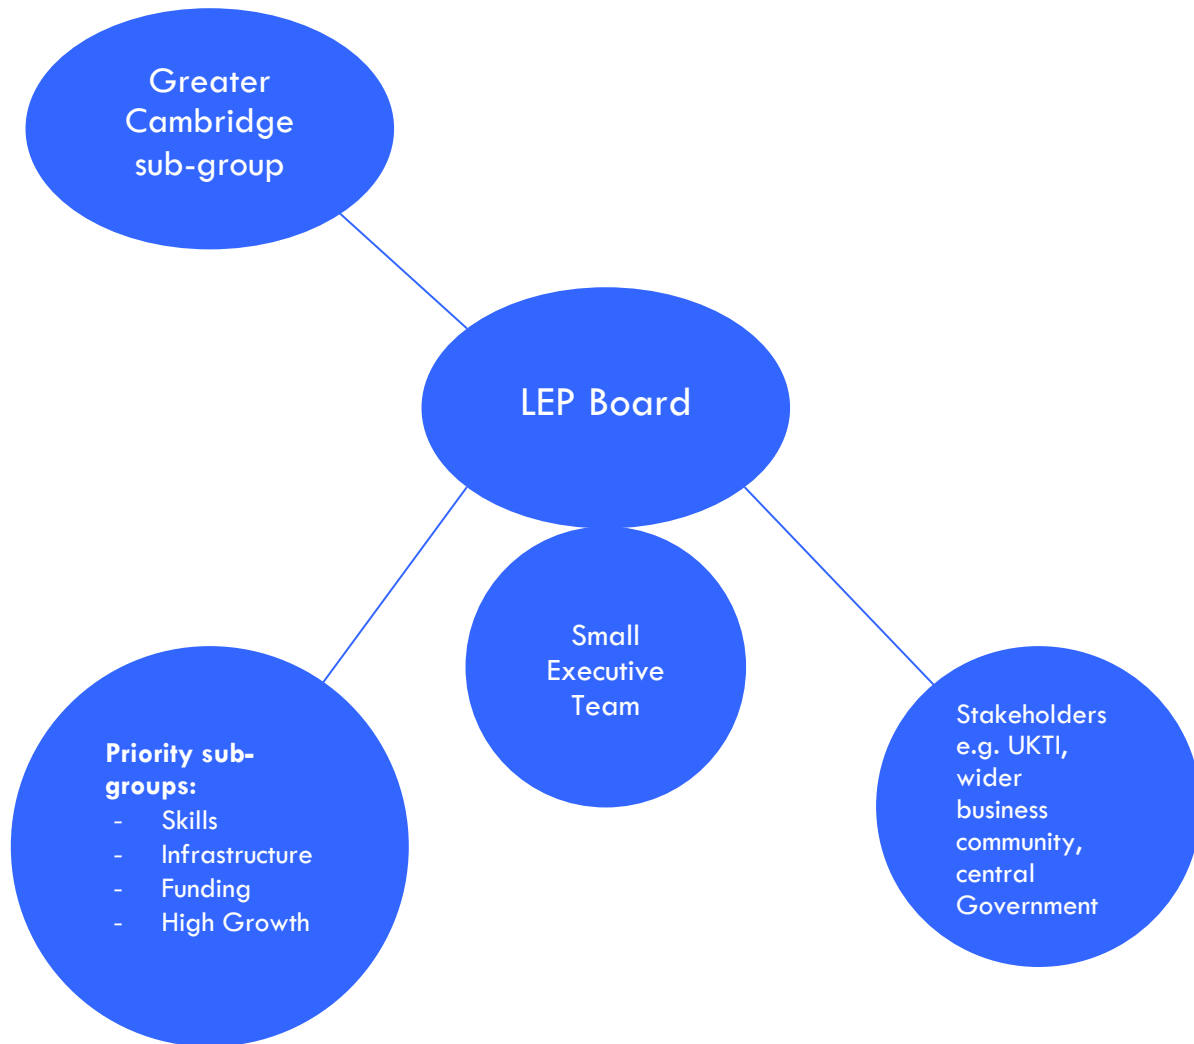 Greater
Cambridge
sub-group
LEP Board
Small
Executive
Team
Priority sub-
groups:
- Skills
- Infrastructure
- Funding
- High Growth
Stakeholders
e.g. UKTI,
wider
business
community,
central
Government